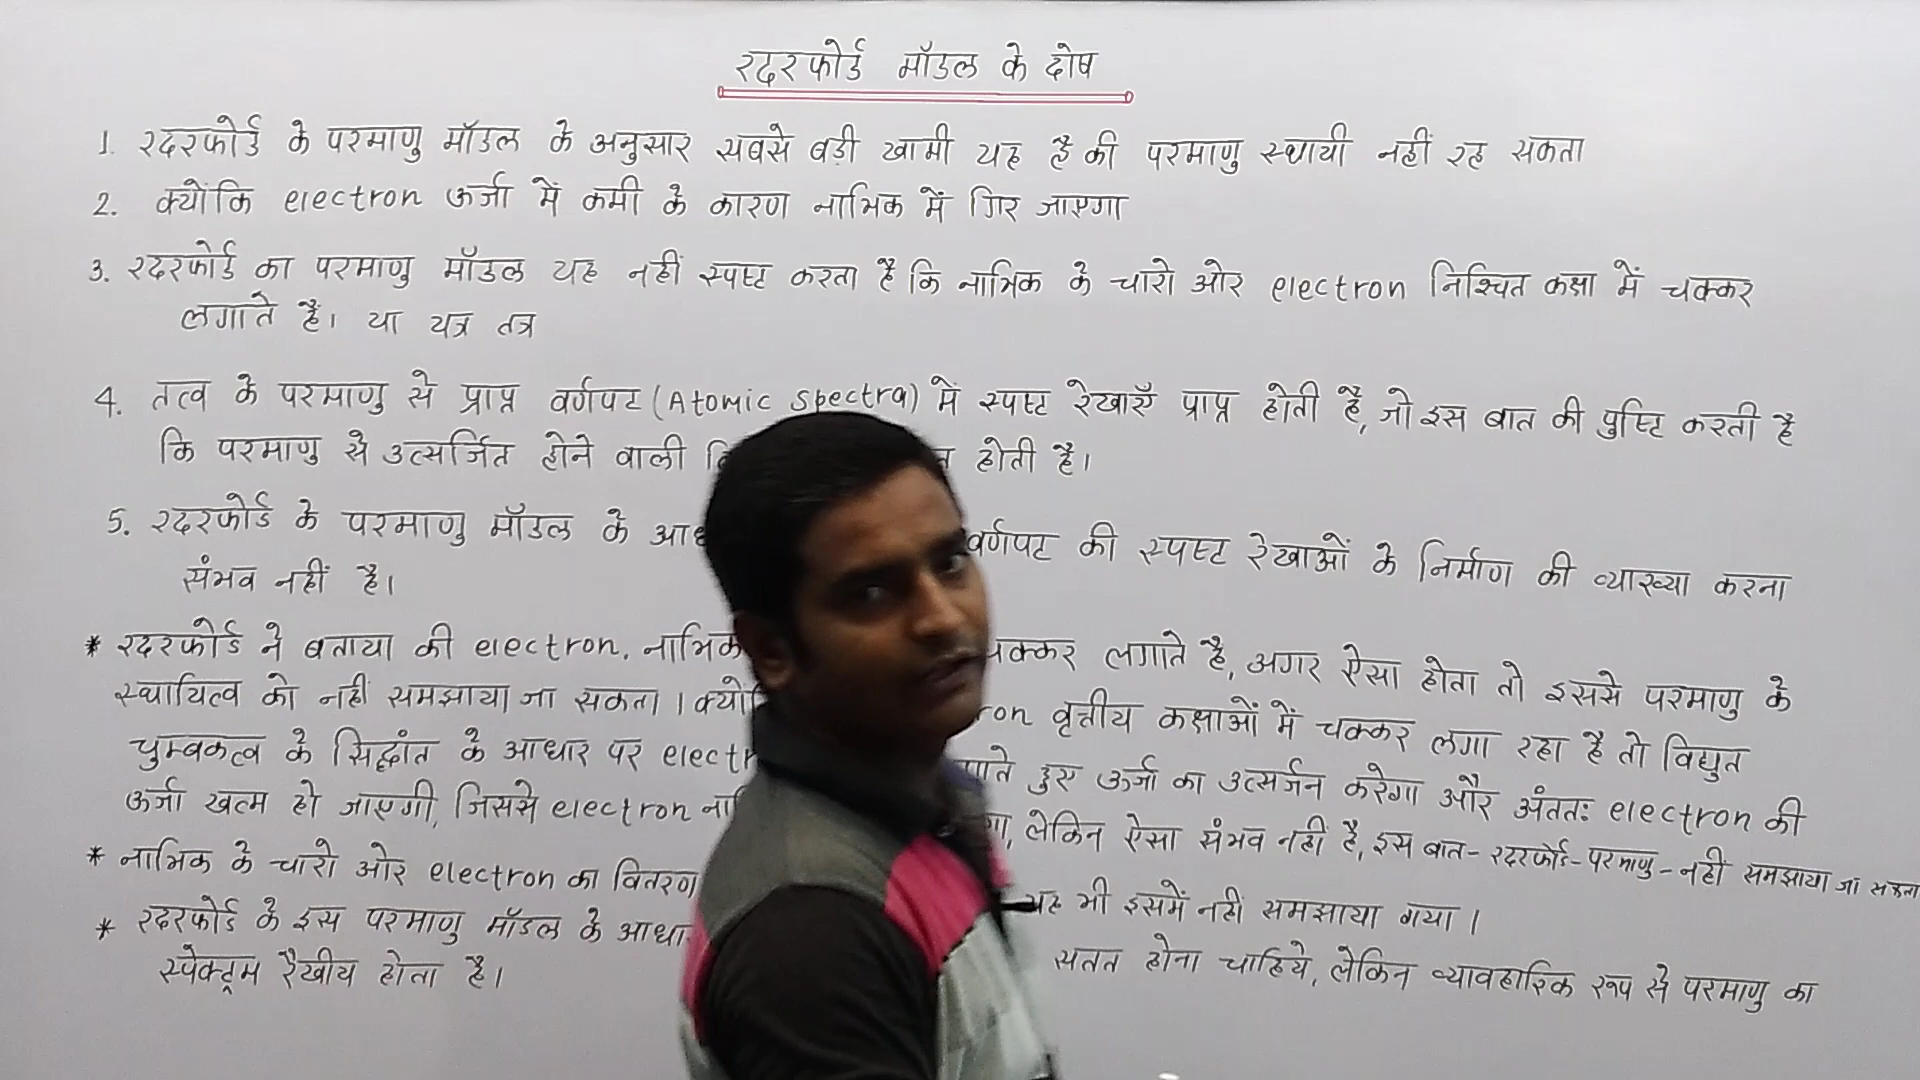 रदरफोर्ड मॉडल के दोष
1. रदरफोर्ड के परमाणु मॉडल के अनुसार सबसे बड़ी खामी यह है की परमाणु स्थायी नहीं रह सकता
2. क्योंकि electron ऊर्जा में कमी के कारण नाभिक में गिर जाएगा
3. रदरफोर्ड का परमाणु मॉडल यह नहीं स्पष्ट करता है कि नाभिक के चारो ओर electron निश्चित कक्षा में चक्कर
लगाते हैं। या यत्र तत्र
4. तत्व के परमाणु से प्राप्त वर्णपट (Atomic Spectra) में स्पष्ट रेखाएँ प्राप्त होती है, जो इस बात की पुष्टि करती है
कि परमाणु से उत्सर्जित होने वाली होती है।
5. रदरफोर्ड के परमाणु मॉडल के वर्णपट की स्पष्ट रेखाओं के निर्माण की व्याख्या करना
संभव नहीं है।
* रदरफोर्ड ने बताया की electron, नाभिक चक्कर लगाते है, अगर ऐसा होता तो इससे परमाणु के
स्थायित्व को नही समझाया जा सकता । वृत्तीय कक्षाओं में चक्कर लगा रहा है तो विद्युत
चुम्बकत्व के सिद्धांत के आधार पर हुए ऊर्जा का उत्सर्जन करेगा और अंततः electron की
ऊर्जा खत्म हो जाएगी, जिससे electron लेकिन ऐसा संभव नही है, इस बात - रदरफोर्ड - परमाणु - नही समझाया जा सकता
* नाभिक के चारो ओर electron का वितरण यह भी इसमें नहीं समझाया गया ।
* रदरफोर्ड के इस परमाणु मॉडल के सतत होना चाहिये, लेकिन व्यावहारिक रूप से परमाणु का
स्पेक्ट्रम रैखीय होता है।